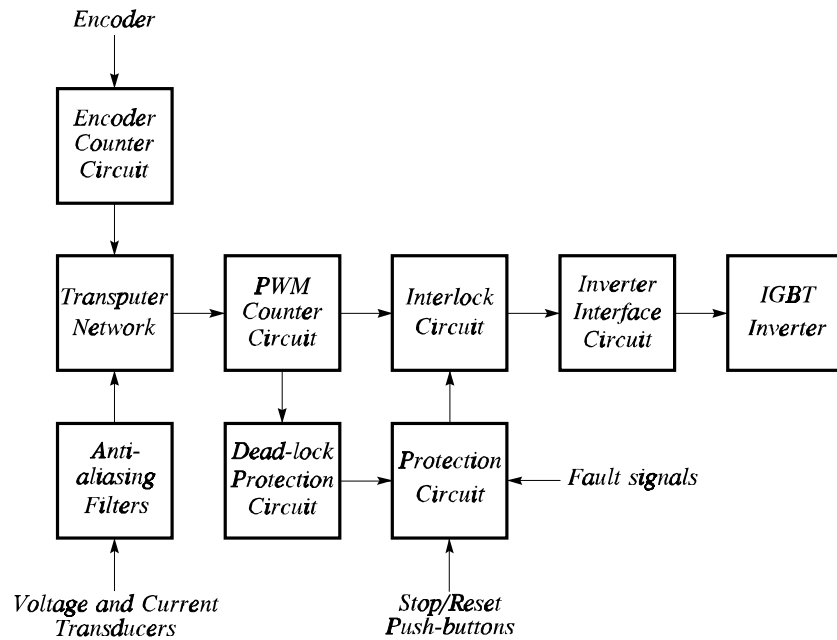 Encoder
Encoder
Counter
Circuit
Transputer
Network
PWM
Counter
Circuit
Interlock
Circuit
Inverter
Interface
Circuit
IGBT
Inverter
Anti-
aliasing
Filters
Dead-lock
Protection
Circuit
Protection
Circuit
Fault signals
Voltage and Current
Transducers
Stop/Reset
Push-buttons